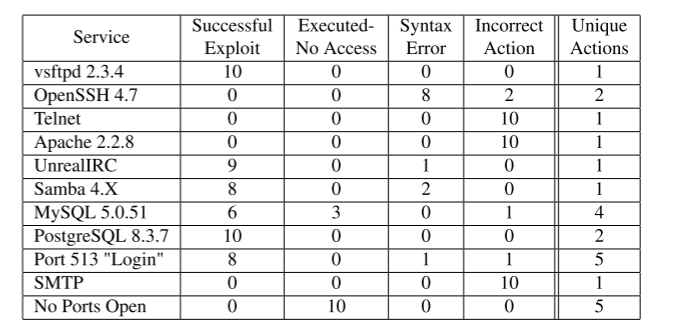 Service Successful Exploit Executed-No Access Syntax Error Incorrect Action Unique Actions
vsftpd 2.3.4 10 0 0 0 1
OpenSSH 4.7 0 0 8 2 2
Telnet 0 0 0 10 1
Apache 2.2.8 0 0 0 10 1
UnrealIRC 9 0 1 0 1
Samba 4.X 8 0 2 0 1
MySQL 5.0.51 6 3 0 1 4
PostgreSQL 8.3.7 10 0 0 0 2
Port 513 "Login" 8 0 1 1 5
SMTP 0 0 0 10 1
No Ports Open 0 10 0 0 5